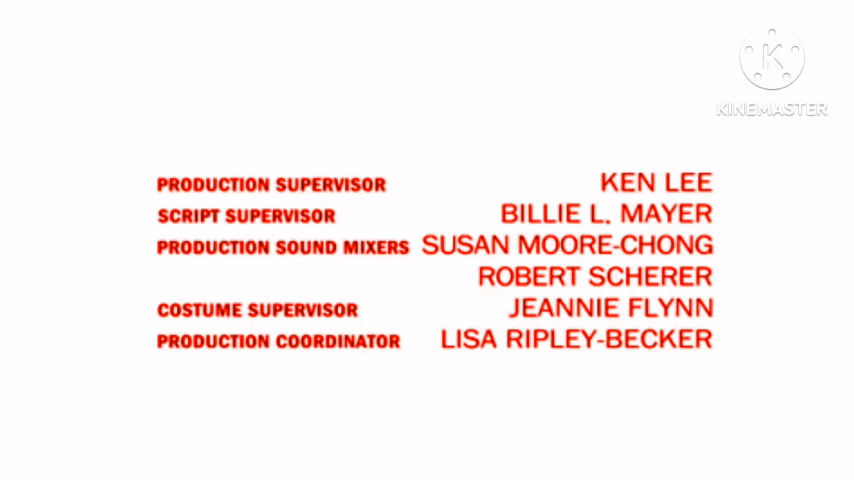 KINEMASTER
PRODUCTION SUPERVISOR KEN LEE
SCRIPT SUPERVISOR BILLIE L. MAYER
PRODUCTION SOUND MIXERS SUSAN MOORE-CHONG
ROBERT SCHERER
COSTUME SUPERVISOR JEANNIE FLYNN
PRODUCTION COORDINATOR LISA RIPLEY-BECKER